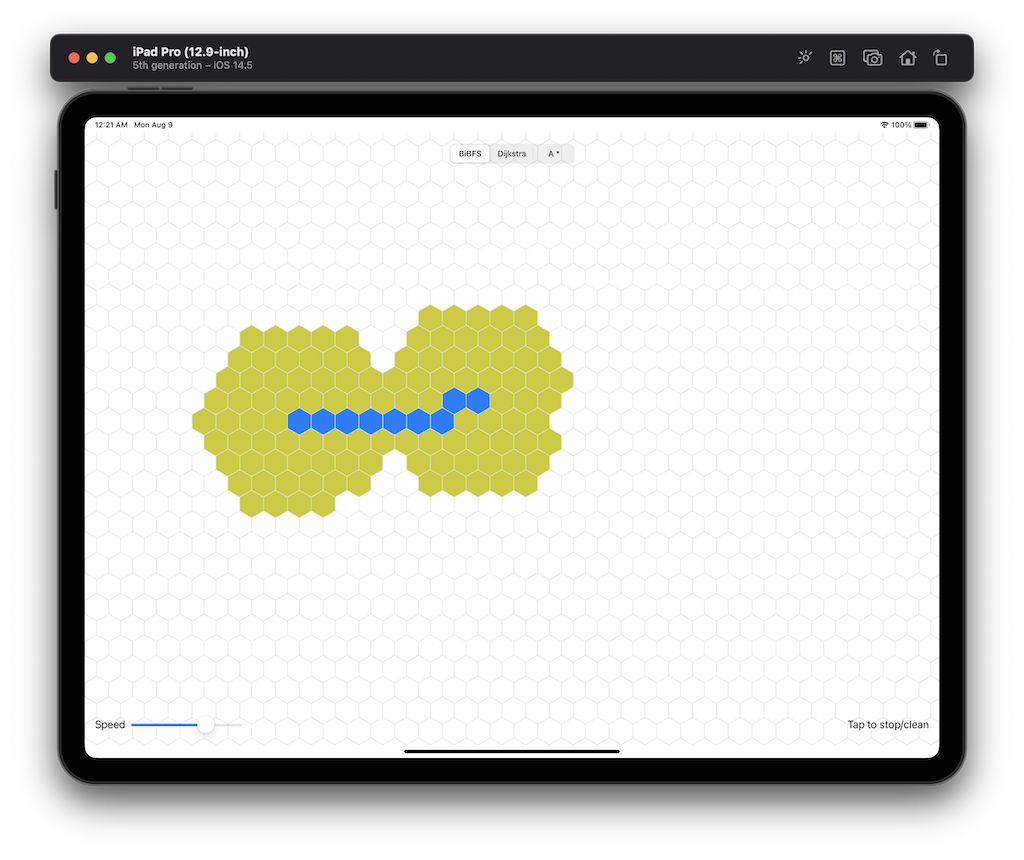 iPad Pro (12.9-inch)
5th generation – iOS 14.5
12:21 AM Mon Aug 9
100%
BiBFS Dijkstra A*
Speed
Tap to stop/clean